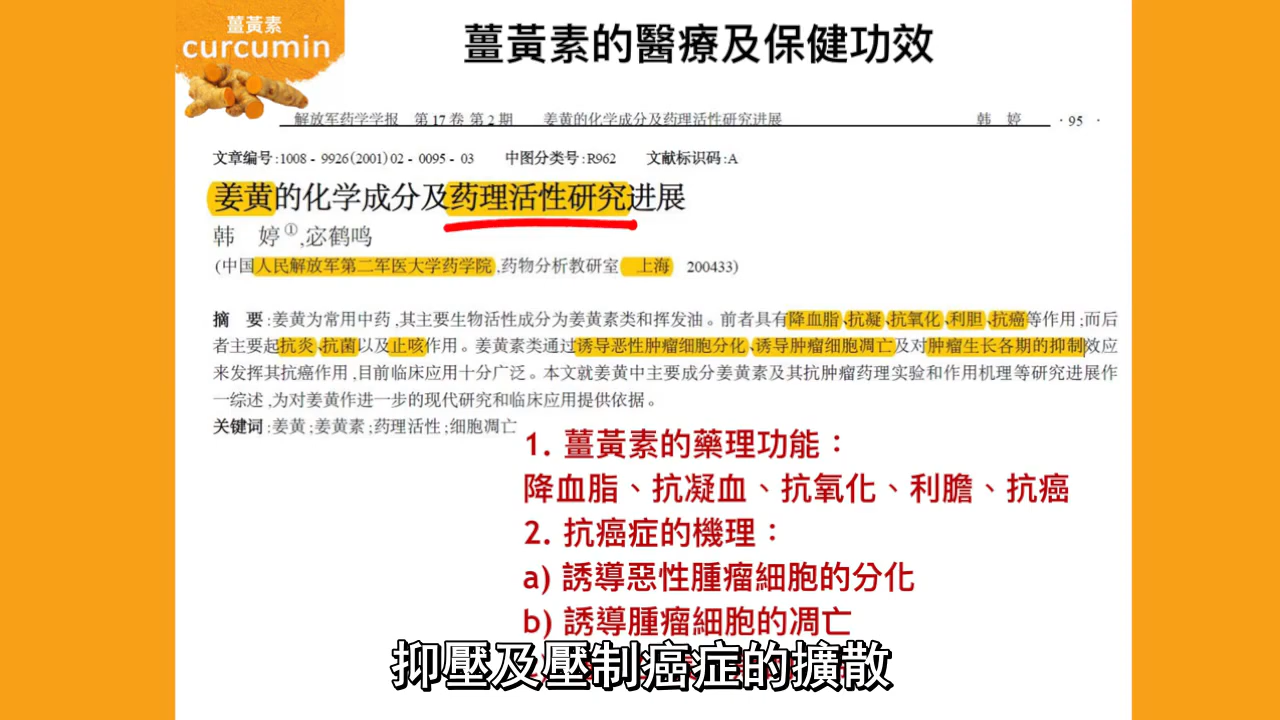 薑黃素
curcumin
薑黃素的醫療及保健功效
解放军药学学报 第17卷 第2期 姜黄的化学成分及药理活性研究进展 韩 婷 ·95·
文章编号:1008-9926(2001)02-0095-03 中图分类号:R962 文献标识码:A
姜黄的化学成分及药理活性研究进展
韩 婷①,宓鹤鸣
(中国人民解放军第二军医大学药学院,药物分析教研室 上海 200433)
摘 要:姜黄为常用中药,其主要生物活性成分为姜黄素类和挥发油。前者具有降血脂、抗凝、抗氧化、利胆、抗癌等作用;而后
者主要起抗炎、抗菌以及止咳作用。姜黄素类通过诱导恶性肿瘤细胞分化、诱导肿瘤细胞凋亡及对肿瘤生长各期的抑制效应
来发挥其抗癌作用,目前临床应用十分广泛。本文就姜黄中主要成分姜黄素及其抗肿瘤药理实验和作用机理等研究进展作
一综述,为对姜黄作进一步的现代研究和临床应用提供依据。
关键词:姜黄;姜黄素;药理活性;细胞凋亡
1. 薑黃素的藥理功能：
降血脂、抗凝血、抗氧化、利膽、抗癌
2. 抗癌症的機理：
a) 誘導惡性腫瘤細胞的分化
b) 誘導腫瘤細胞的凋亡
抑壓及壓制癌症的擴散